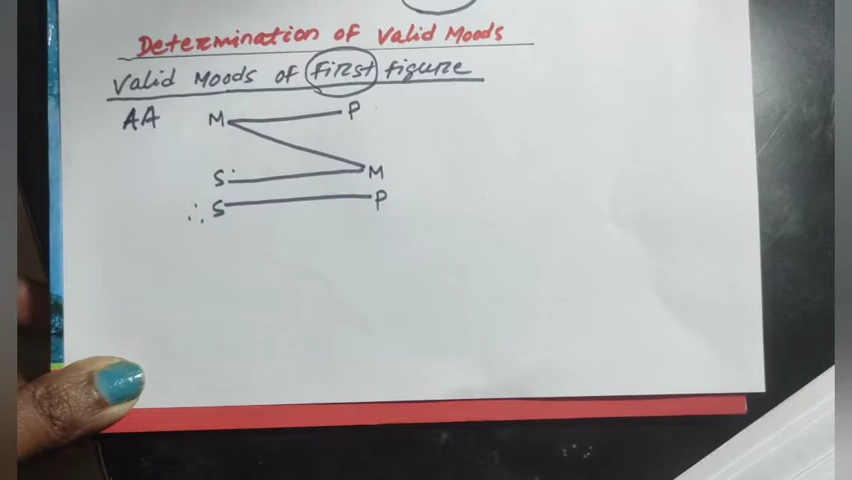 Determination of Valid Moods
Valid Moods of first figure
AA M P
S M
∴ S P